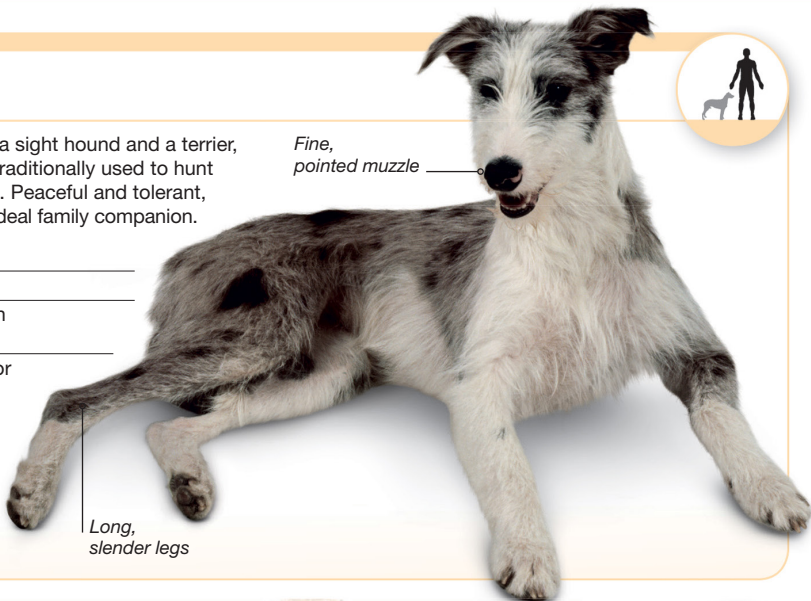 a sight hound and a terrier,
raditionally used to hunt
. Peaceful and tolerant,
deal family companion.
n
or
Fine,
pointed muzzle
Long,
slender legs